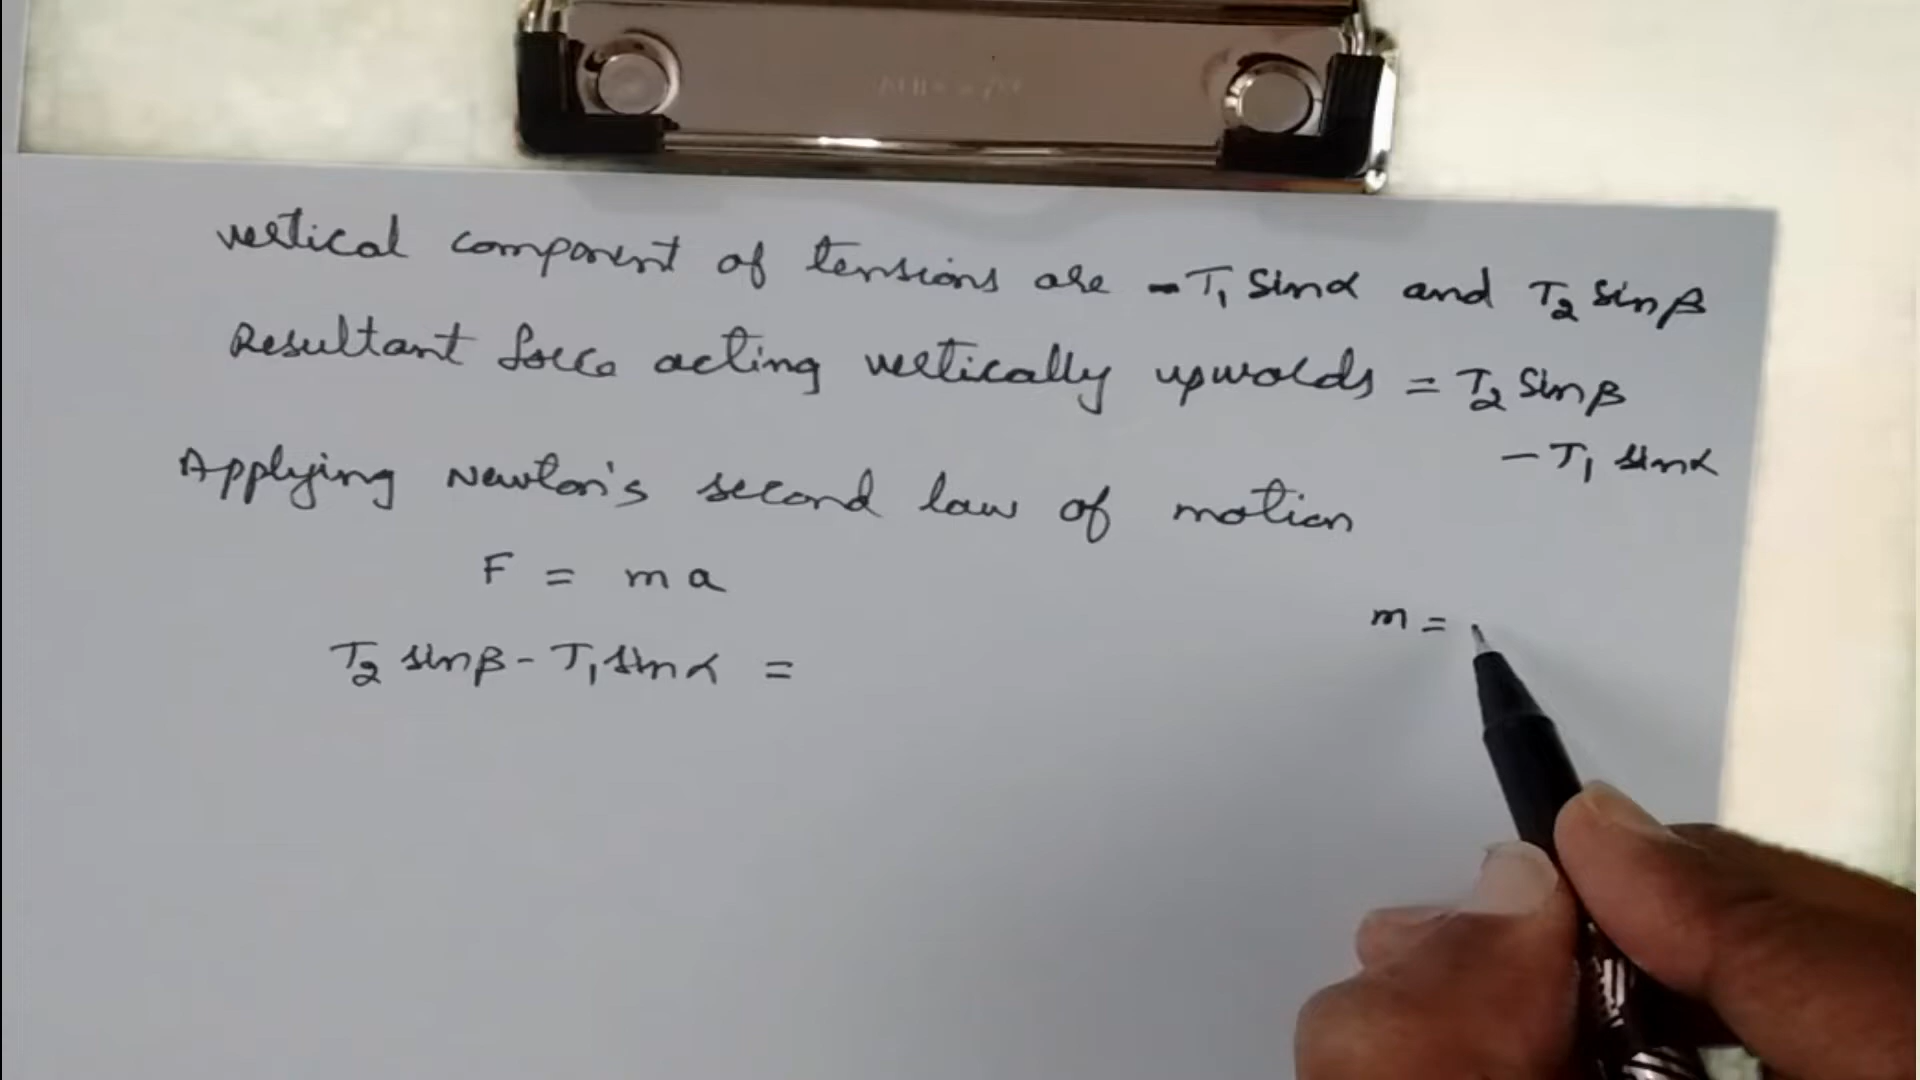 vertical component of tensions are - T₁ sinα and T₂ sinβ
Resultant force acting vertically upwards = T₂ sinβ
- T₁ sinα
Applying Newton's second law of motion
F = ma
T₂ sinβ - T₁ sinα =
m =